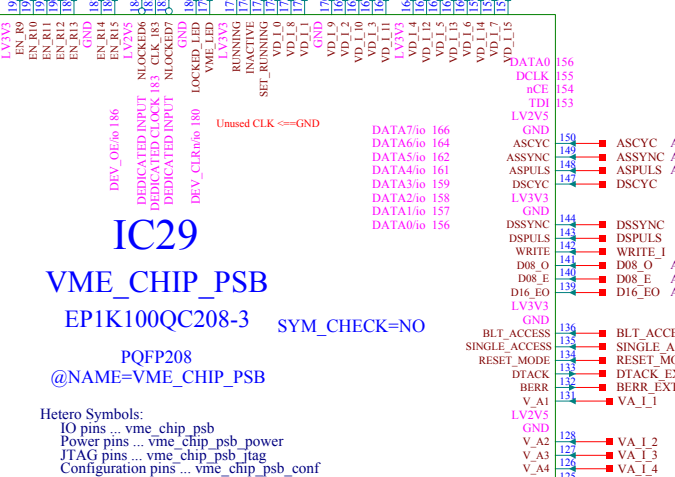 LV3V3
EN_R9
EN_R10
EN_R11
EN_R12
EN_R13
GND
EN_R14
EN_R15
LV2V5
NLOCKED6
CLK_183
NLOCKED7
GND
LOCKED_LED
VME_LED
LV3V3
RUNNING
INACTIVE
SET_RUNNING
VD_I_0
VD_I_8
VD_I_1
GND
VD_I_9
VD_I_2
VD_I_10
VD_I_3
VD_I_11
LV3V3
VD_I_4
VD_I_12
VD_I_5
VD_I_13
VD_I_6
VD_I_14
VD_I_7
VD_I_15
DEV_OE/io 186
DEDICATED INPUT
DEDICATED CLOCK 183
DEDICATED INPUT
DEV_CLRn/io 180
Unused CLK <==GND
DATA7/io 166
DATA6/io 164
DATA5/io 162
DATA4/io 161
DATA3/io 159
DATA2/io 158
DATA1/io 157
DATA0/io 156
DATA0 156
DCLK 155
nCE 154
TDI 153
LV2V5
GND
ASCYC 150 ASCYC
ASSYNC 149 ASSYNC
ASPULS 148 ASPULS
DSCYC 147 DSCYC
LV3V3
GND
DSSYNC 144 DSSYNC
DSPULS 143 DSPULS
WRITE 142 WRITE_I
D08_O 141 D08_O
D08_E 140 D08_E
D16_EO 139 D16_EO
LV3V3
GND
BLT_ACCESS 136 BLT_ACCE
SINGLE_ACCESS 135 SINGLE_A
RESET_MODE 134 RESET_MO
DTACK 133 DTACK_EX
BERR 132 BERR_EXT
V_A1 131 VA_I_1
LV2V5
GND
V_A2 128 VA_I_2
V_A3 127 VA_I_3
V_A4 126 VA_I_4
IC29
VME_CHIP_PSB
EP1K100QC208-3
SYM_CHECK=NO
PQFP208
@NAME=VME_CHIP_PSB
Hetero Symbols:
IO pins ... vme_chip_psb
Power pins ... vme_chip_psb_power
JTAG pins ... vme_chip_psb_jtag
Configuration pins ... vme_chip_psb_conf